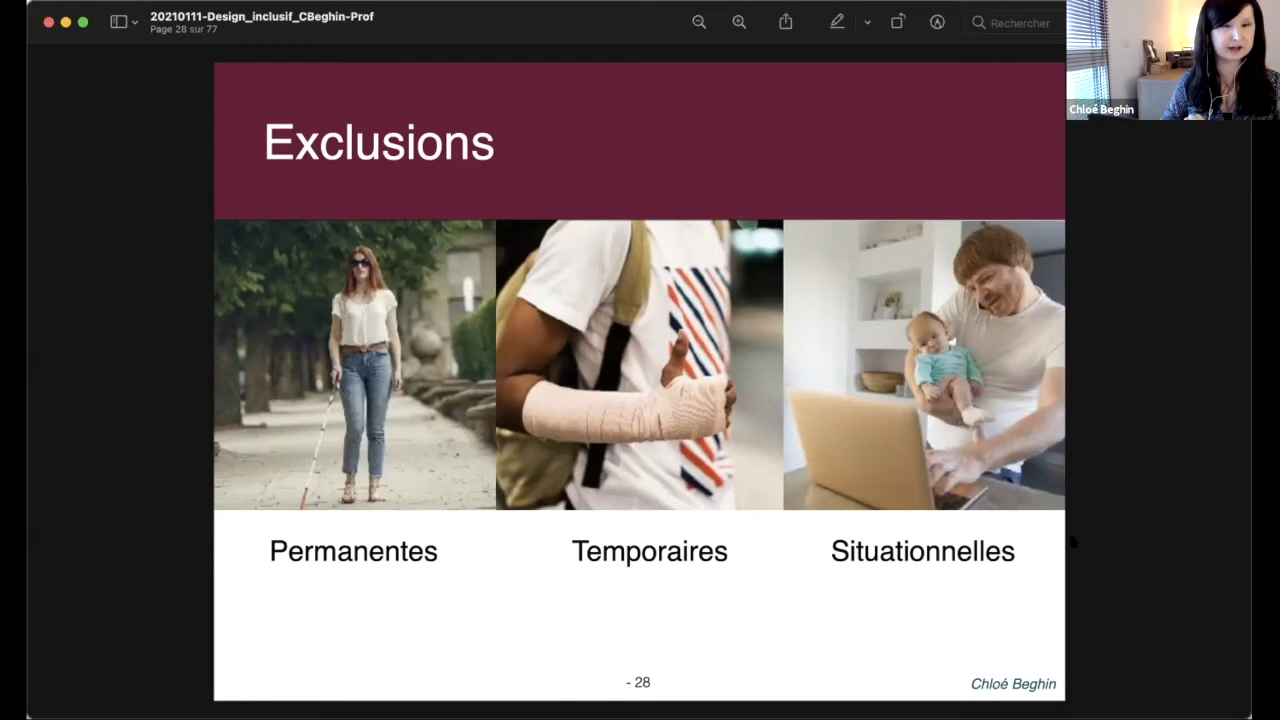 20210111-Design_inclusif_CBeghin-Prof
Page 28 sur 77
Rechercher
Chloé Beghin
Exclusions
Permanentes
Temporaires
Situationnelles
- 28
Chloé Beghin